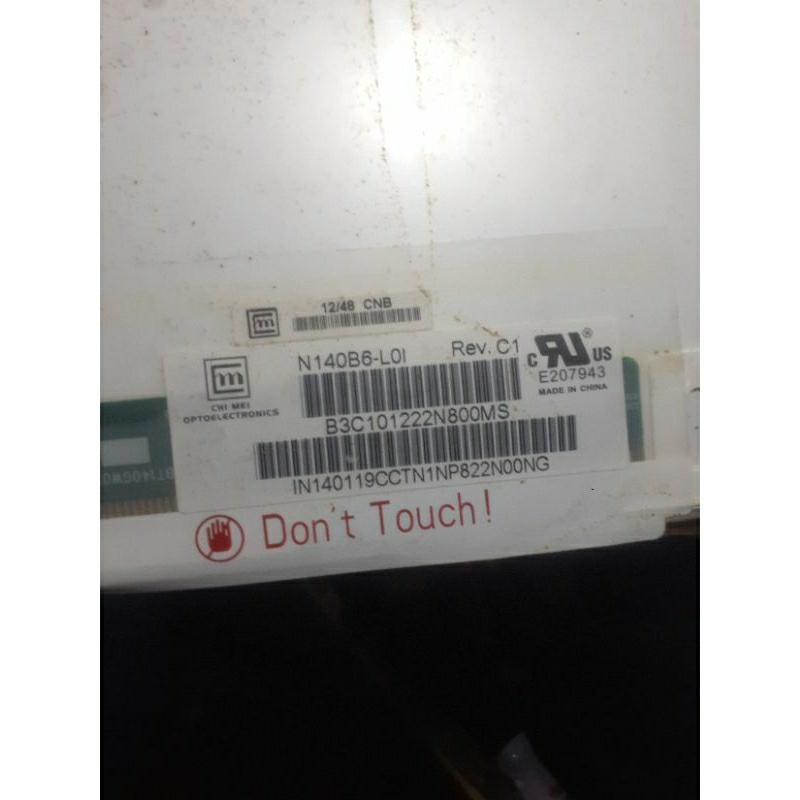 12/48 CNB
N140B6-L0I Rev. C1
CHI MEI
OPTOELECTRONICS
c RU US
®
E207943
MADE IN CHINA
B3C101222N800MS
IN140119CCTN1NP822N00NG
Don't Touch!